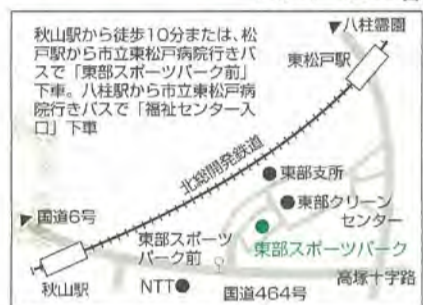 秋山駅から徒歩10分または、松
戸駅から市立東松戸病院行きバ
スで「東部スポーツパーク前」
下車。八柱駅から市立東松戸病
院行きバスで「福祉センター入
口」下車
八柱霊園
東松戸駅
北総開発鉄道
東部支所
東部クリーン
センター
国道6号
東部スポーツ
パーク前
東部スポーツパーク
秋山駅
NTT
国道464号
高塚十字路